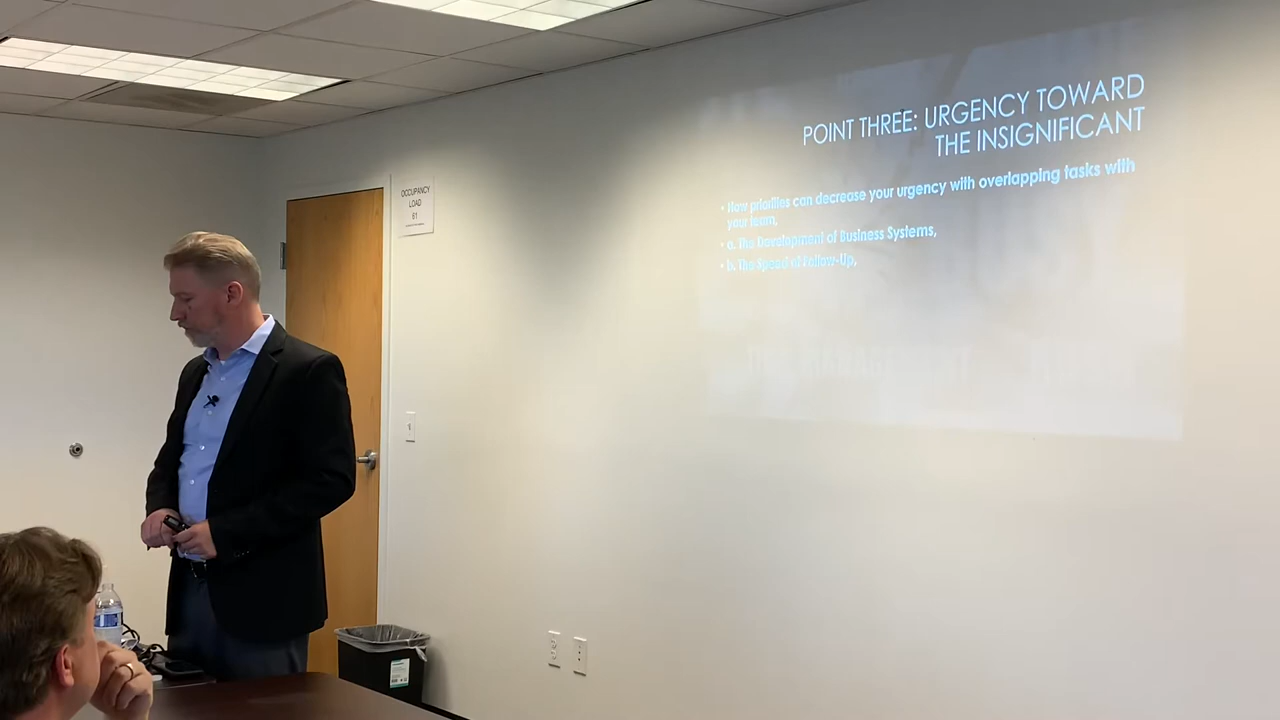 OCCUPANCY
LOAD
61
POINT THREE: URGENCY TOWARD
THE INSIGNIFICANT
• How priorities can decrease your urgency with overlapping tasks with
your team,
• a. The Development of Business Systems,
• b. The Speed of Follow-Up,